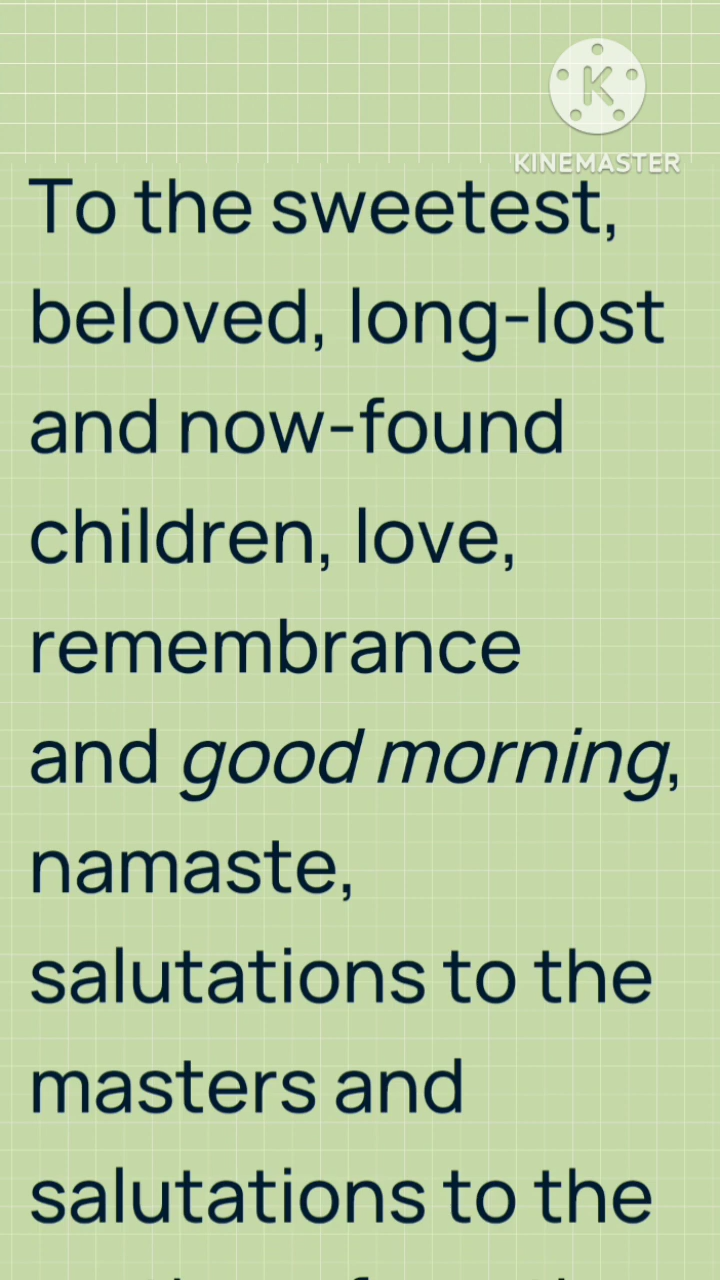 KINEMASTER
To the sweetest,
beloved, long-lost
and now-found
children, love,
remembrance
and good morning,
namaste,
salutations to the
masters and
salutations to the